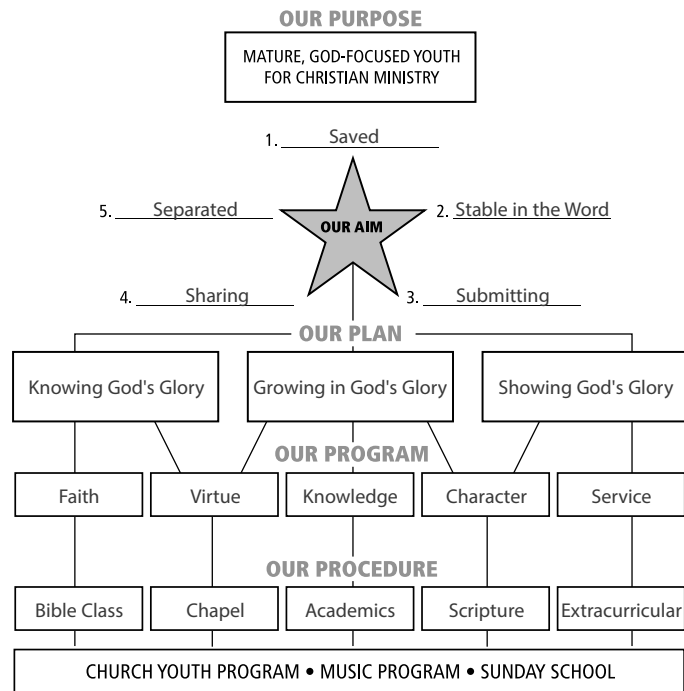 OUR PURPOSE
MATURE, GOD-FOCUSED YOUTH
FOR CHRISTIAN MINISTRY
1. Saved
5. Separated
OUR AIM
2. Stable in the Word
4. Sharing
3. Submitting
OUR PLAN
Knowing God's Glory
Growing in God's Glory
Showing God's Glory
OUR PROGRAM
Faith
Virtue
Knowledge
Character
Service
OUR PROCEDURE
Bible Class
Chapel
Academics
Scripture
Extracurricular
CHURCH YOUTH PROGRAM • MUSIC PROGRAM • SUNDAY SCHOOL